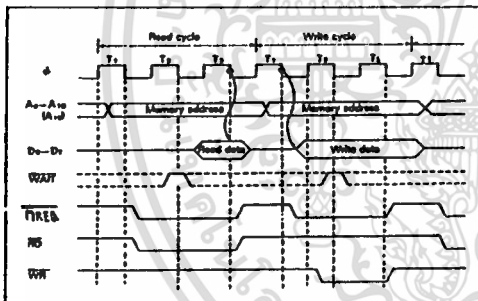 Read cycle Write cycle
T₁ T₂ T₃ T₁ T₂ T₃ T₁
ϕ
A₀—A₁₅ Memory address Memory address
D₀—D₇ Read data Write data
WAIT
MREQ
RD
WR